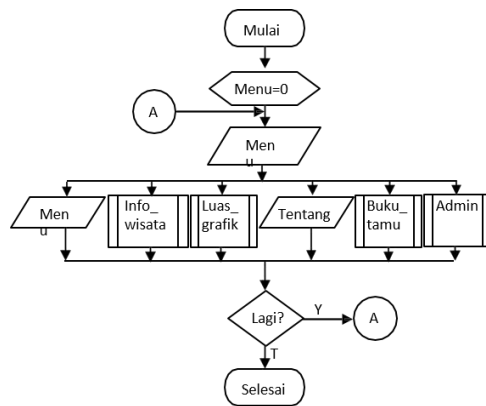 Mulai
Menu=0
A
Men
u
Men
u
Info_
wisata
Luas_
grafik
Tentang
Buku_
tamu
Admin
Lagi?
Y
A
T
Selesai